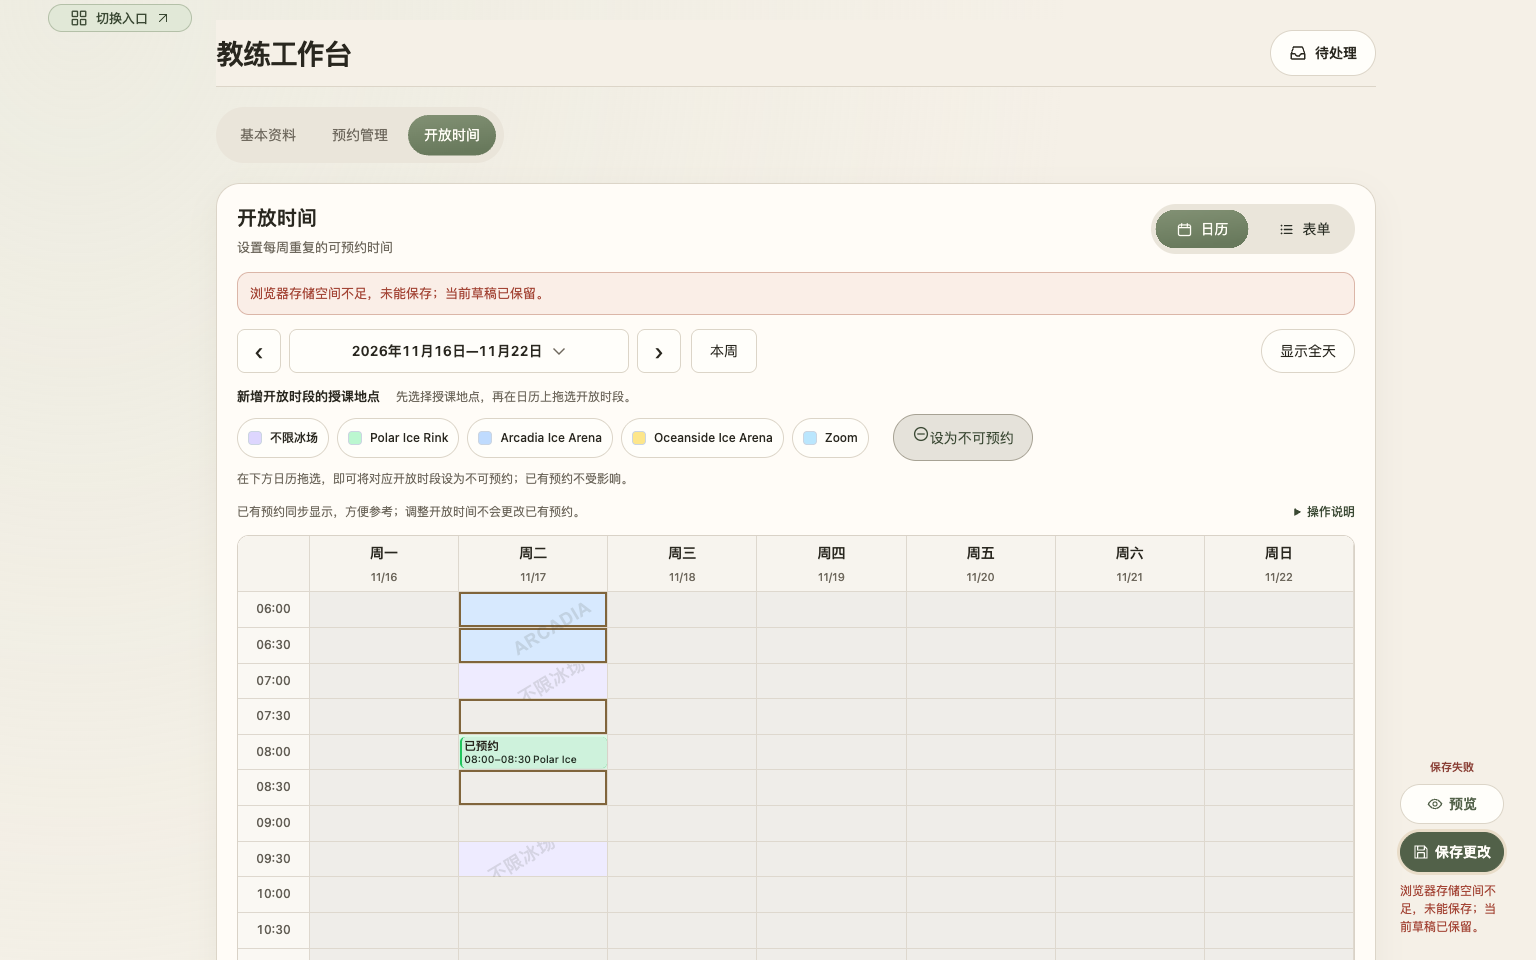 切换入口
教练工作台
待处理
基本资料
预约管理
开放时间
开放时间
设置每周重复的可预约时间
日历
表单
浏览器存储空间不足，未能保存；当前草稿已保留。
2026年11月16日—11月22日
本周
显示全天
新增开放时段的授课地点 先选择授课地点，再在日历上拖选开放时段。
不限冰场
Polar Ice Rink
Arcadia Ice Arena
Oceanside Ice Arena
Zoom
设为不可预约
在下方日历拖选，即可将对应开放时段设为不可预约；已有预约不受影响。
已有预约同步显示，方便参考；调整开放时间不会更改已有预约。
操作说明
周一 周二 周三 周四 周五 周六 周日
11/16 11/17 11/18 11/19 11/20 11/21 11/22
06:00
ARCADIA
06:30
07:00
不限冰场
07:30
08:00
已预约
08:00–08:30 Polar Ice
08:30
09:00
09:30
不限冰场
10:00
10:30
保存失败
预览
保存更改
浏览器存储空间不
足，未能保存；当
前草稿已保留。